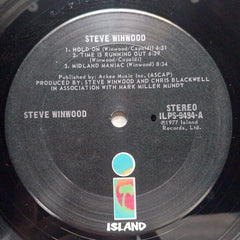 STEVE WINWOOD
1. HOLD ON (Winwood/Capaldi) 4:31
2. TIME IS RUNNING OUT 6:29
(Winwood/Capaldi)
3. MIDLAND MANIAC (Winwood) 8:34
Published by: Ackee Music Inc. (ASCAP)
PRODUCED BY: STEVE WINWOOD AND CHRIS BLACKWELL
IN ASSOCIATION WITH MARK MILLER MUNDY
STEVE WINWOOD
STEREO
ILPS-9494-A
℗1977 Island
Records, Ltd.
ISLAND